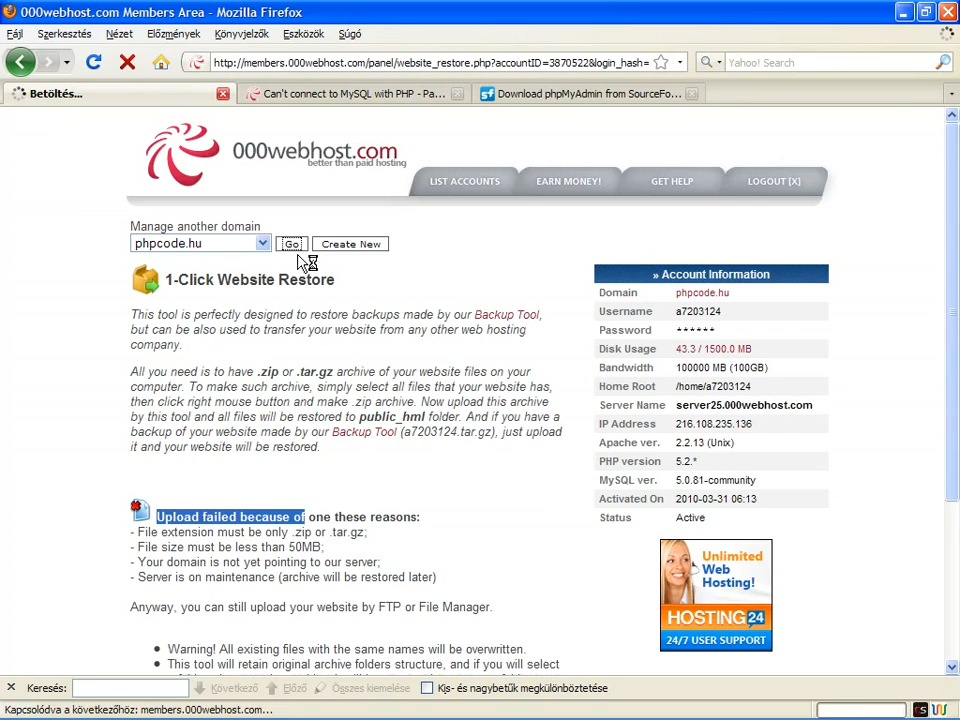 000webhost.com Members Area - Mozilla Firefox
Fájl Szerkesztés Nézet Előzmények Könyvjelzők Eszközök Súgó
http://members.000webhost.com/panel/website_restore.php?accountID=3870522&login_hash=
Yahoo! Search
Betöltés...
Can't connect to MySQL with PHP - Pa...
Download phpMyAdmin from SourceFo...
000webhost.com
better than paid hosting
LIST ACCOUNTS EARN MONEY! GET HELP LOGOUT [X]
Manage another domain
phpcode.hu Go Create New
1-Click Website Restore
This tool is perfectly designed to restore backups made by our Backup Tool,
but can be also used to transfer your website from any other web hosting
company.
All you need is to have .zip or .tar.gz archive of your website files on your
computer. To make such archive, simply select all files that your website has,
then click right mouse button and make .zip archive. Now upload this archive
by this tool and all files will be restored to public_html folder. And if you have a
backup of your website made by our Backup Tool (a7203124.tar.gz), just upload
it and your website will be restored.
Upload failed because of one these reasons:
- File extension must be only .zip or .tar.gz;
- File size must be less than 50MB;
- Your domain is not yet pointing to our server;
- Server is on maintenance (archive will be restored later)
Anyway, you can still upload your website by FTP or File Manager.
Warning! All existing files with the same names will be overwritten.
This tool will retain original archive folders structure, and if you will select
» Account Information
Domain phpcode.hu
Username a7203124
Password ******
Disk Usage 43.3 / 1500.0 MB
Bandwidth 100000 MB (100GB)
Home Root /home/a7203124
Server Name server25.000webhost.com
IP Address 216.108.235.136
Apache ver. 2.2.13 (Unix)
PHP version 5.2.*
MySQL ver. 5.0.81-community
Activated On 2010-03-31 06:13
Status Active
Unlimited
Web
Hosting!
HOSTING 24
24/7 USER SUPPORT
Keresés: Következő Előző Összes kiemelése Kis- és nagybetűk megkülönböztetése
Kapcsolódva a következőhöz: members.000webhost.com...